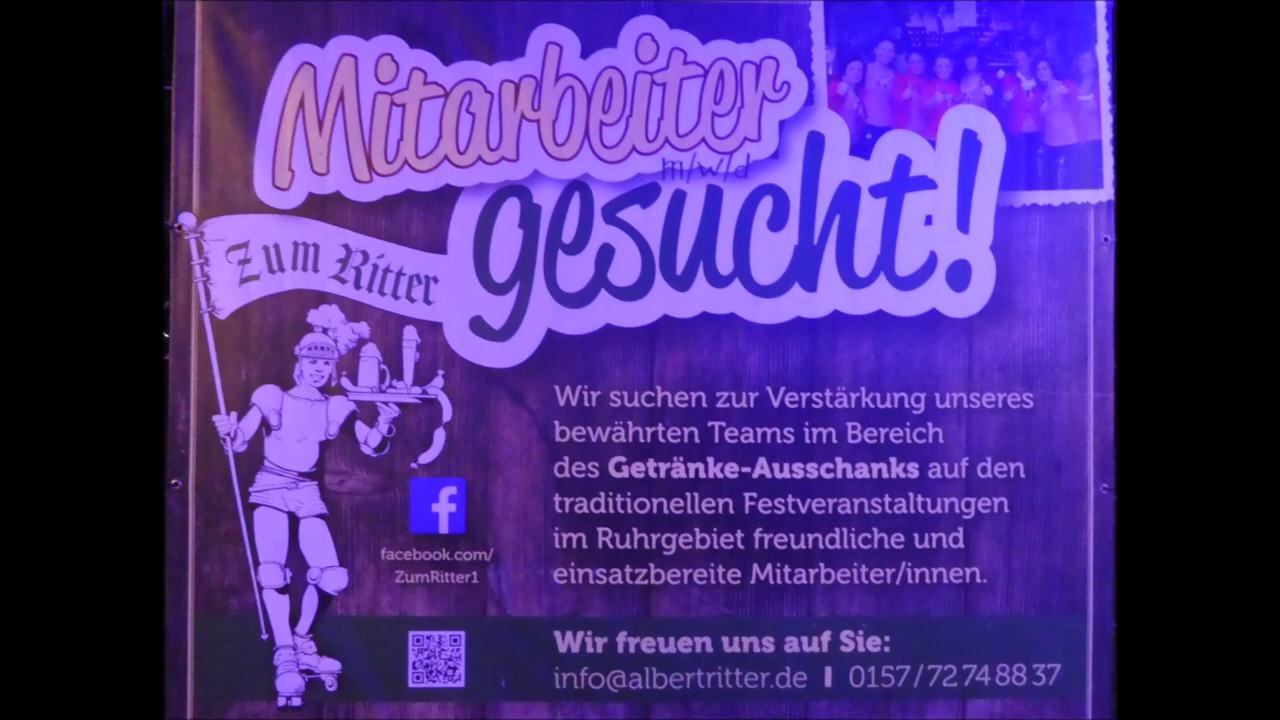 Mitarbeiter
m/w/d
gesucht!
Zum Ritter
Wir suchen zur Verstärkung unseres
bewährten Teams im Bereich
des Getränke-Ausschanks auf den
traditionellen Festveranstaltungen
im Ruhrgebiet freundliche und
einsatzbereite Mitarbeiter/innen.
f
facebook.com/
ZumRitter1
Wir freuen uns auf Sie:
info@albertritter.de | 0157/72748837